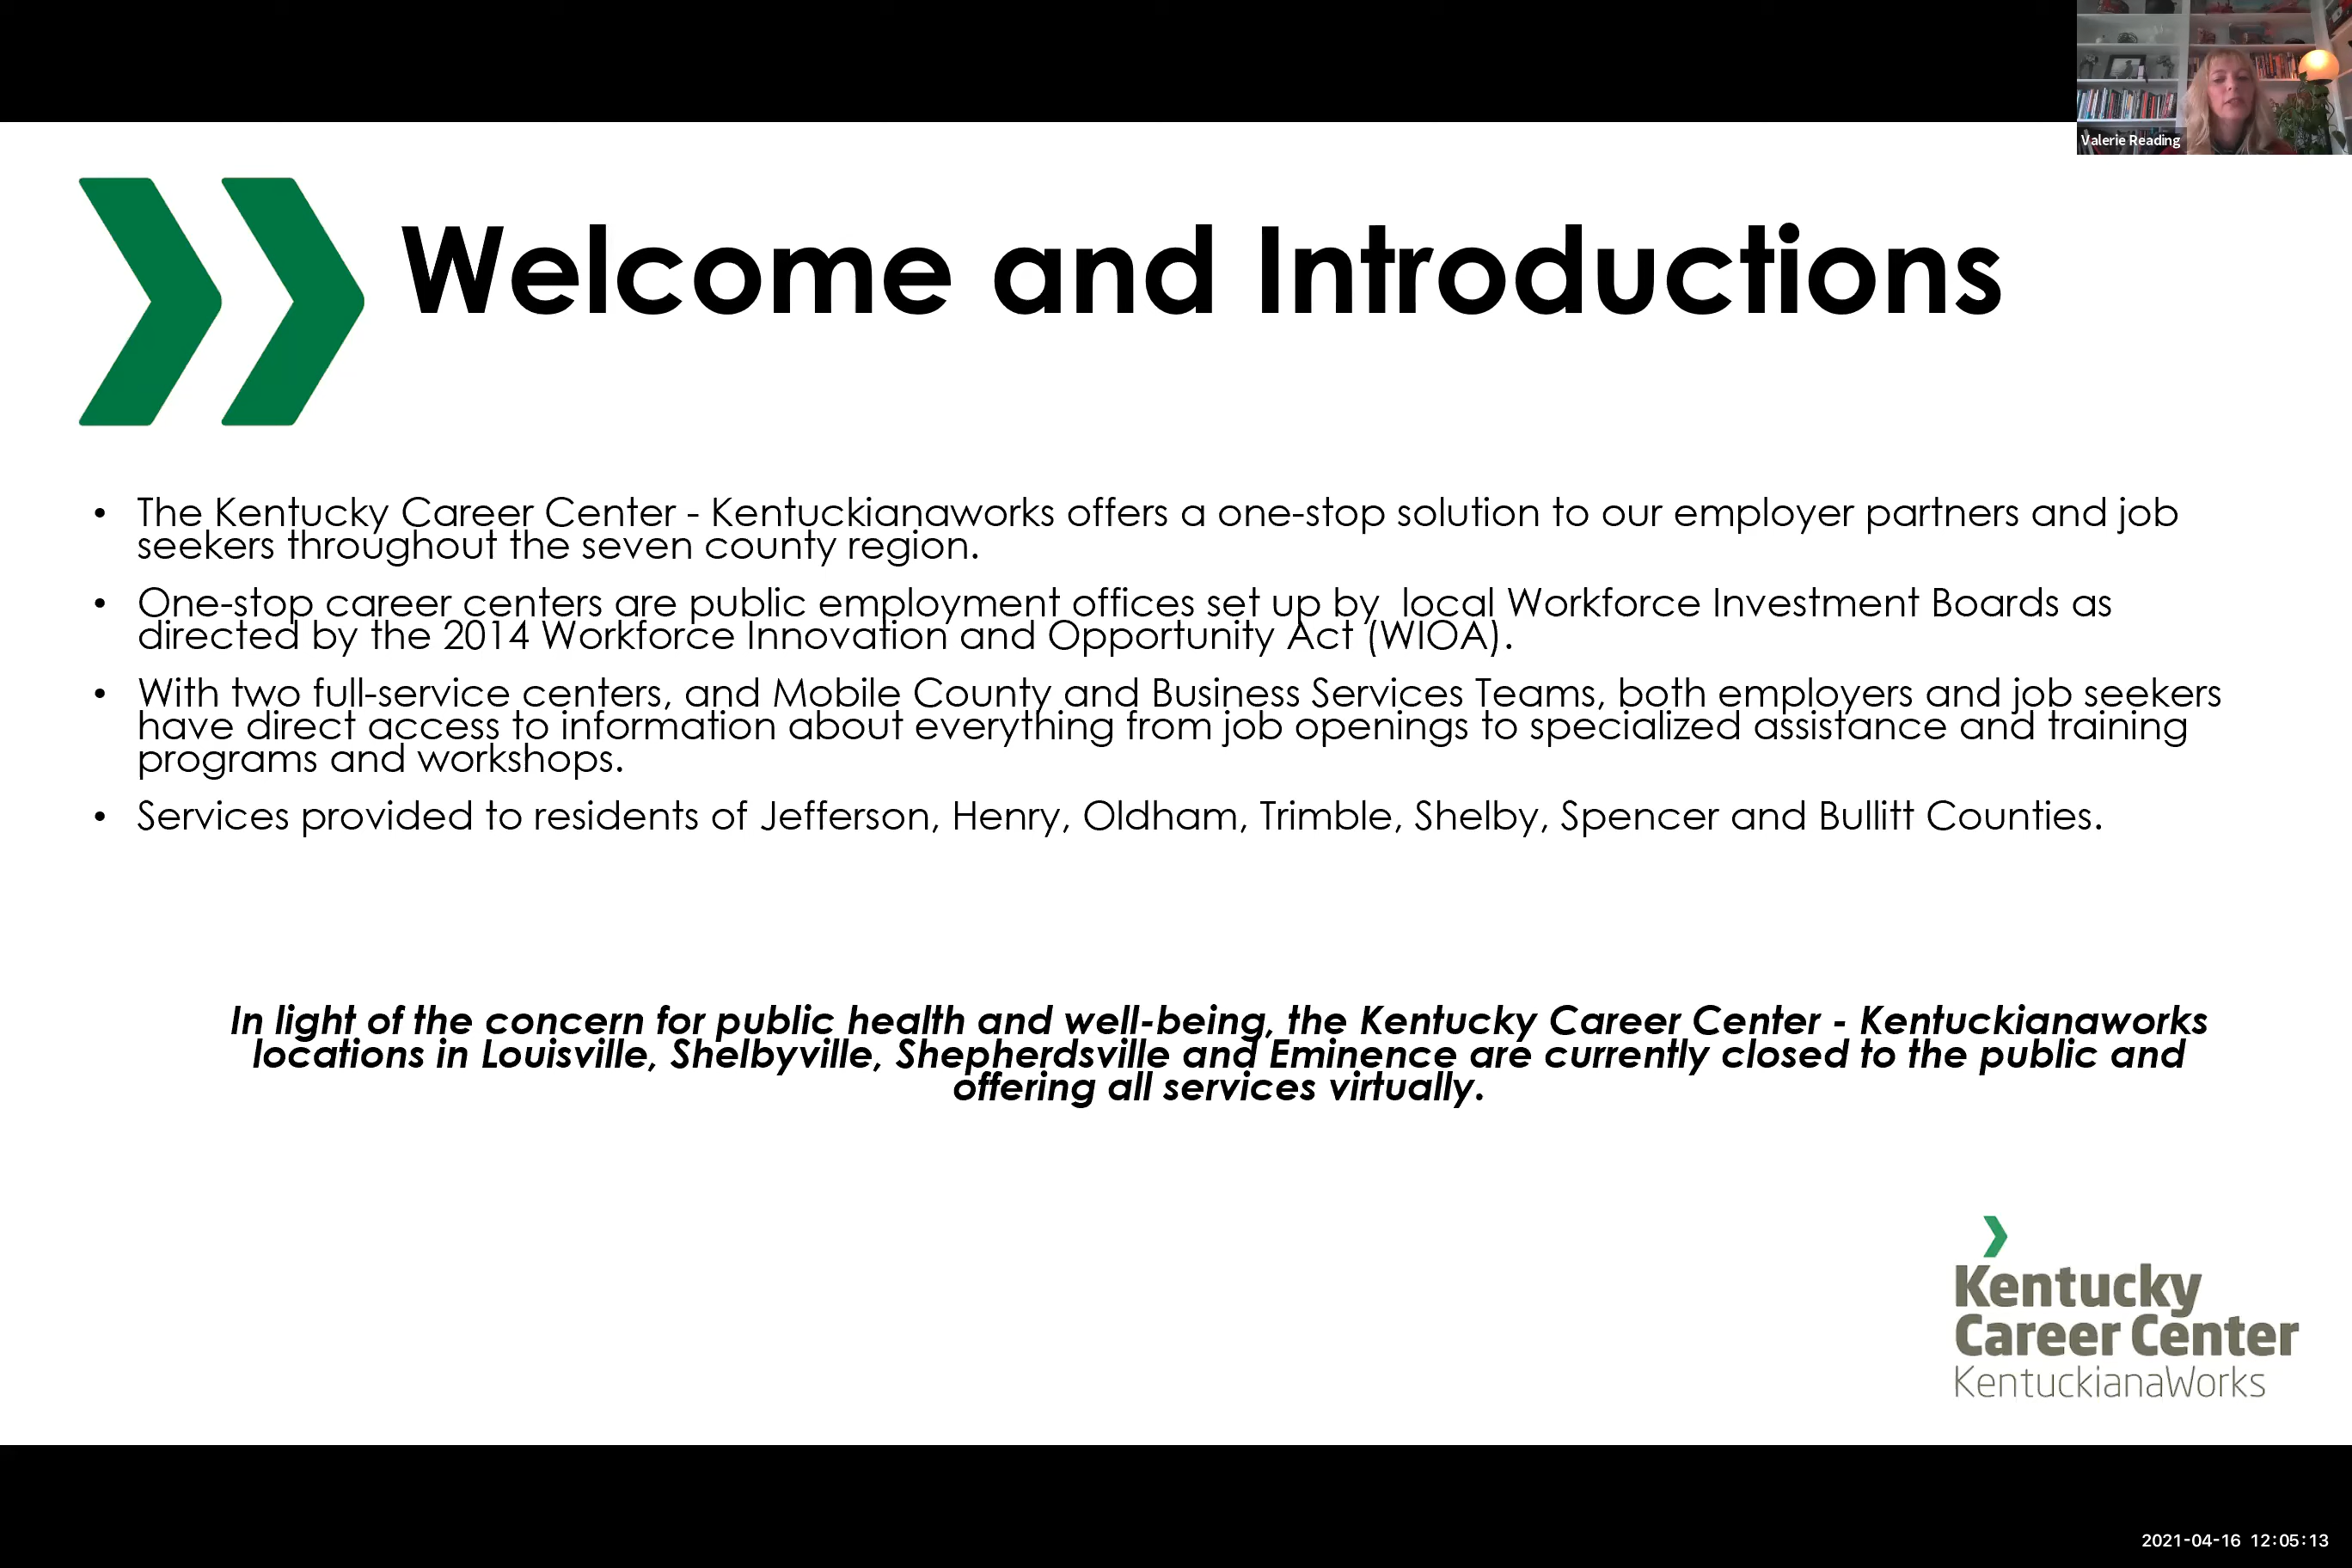 Valerie Reading
Welcome and Introductions
• The Kentucky Career Center - Kentuckianaworks offers a one-stop solution to our employer partners and job
seekers throughout the seven county region.
• One-stop career centers are public employment offices set up by  local Workforce Investment Boards as
directed by the 2014 Workforce Innovation and Opportunity Act (WIOA).
• With two full-service centers, and Mobile County and Business Services Teams, both employers and job seekers
have direct access to information about everything from job openings to specialized assistance and training
programs and workshops.
• Services provided to residents of Jefferson, Henry, Oldham, Trimble, Shelby, Spencer and Bullitt Counties.
In light of the concern for public health and well-being, the Kentucky Career Center - Kentuckianaworks
locations in Louisville, Shelbyville, Shepherdsville and Eminence are currently closed to the public and
offering all services virtually.
Kentucky
Career Center
KentuckianaWorks
2021-04-16 12:05:13